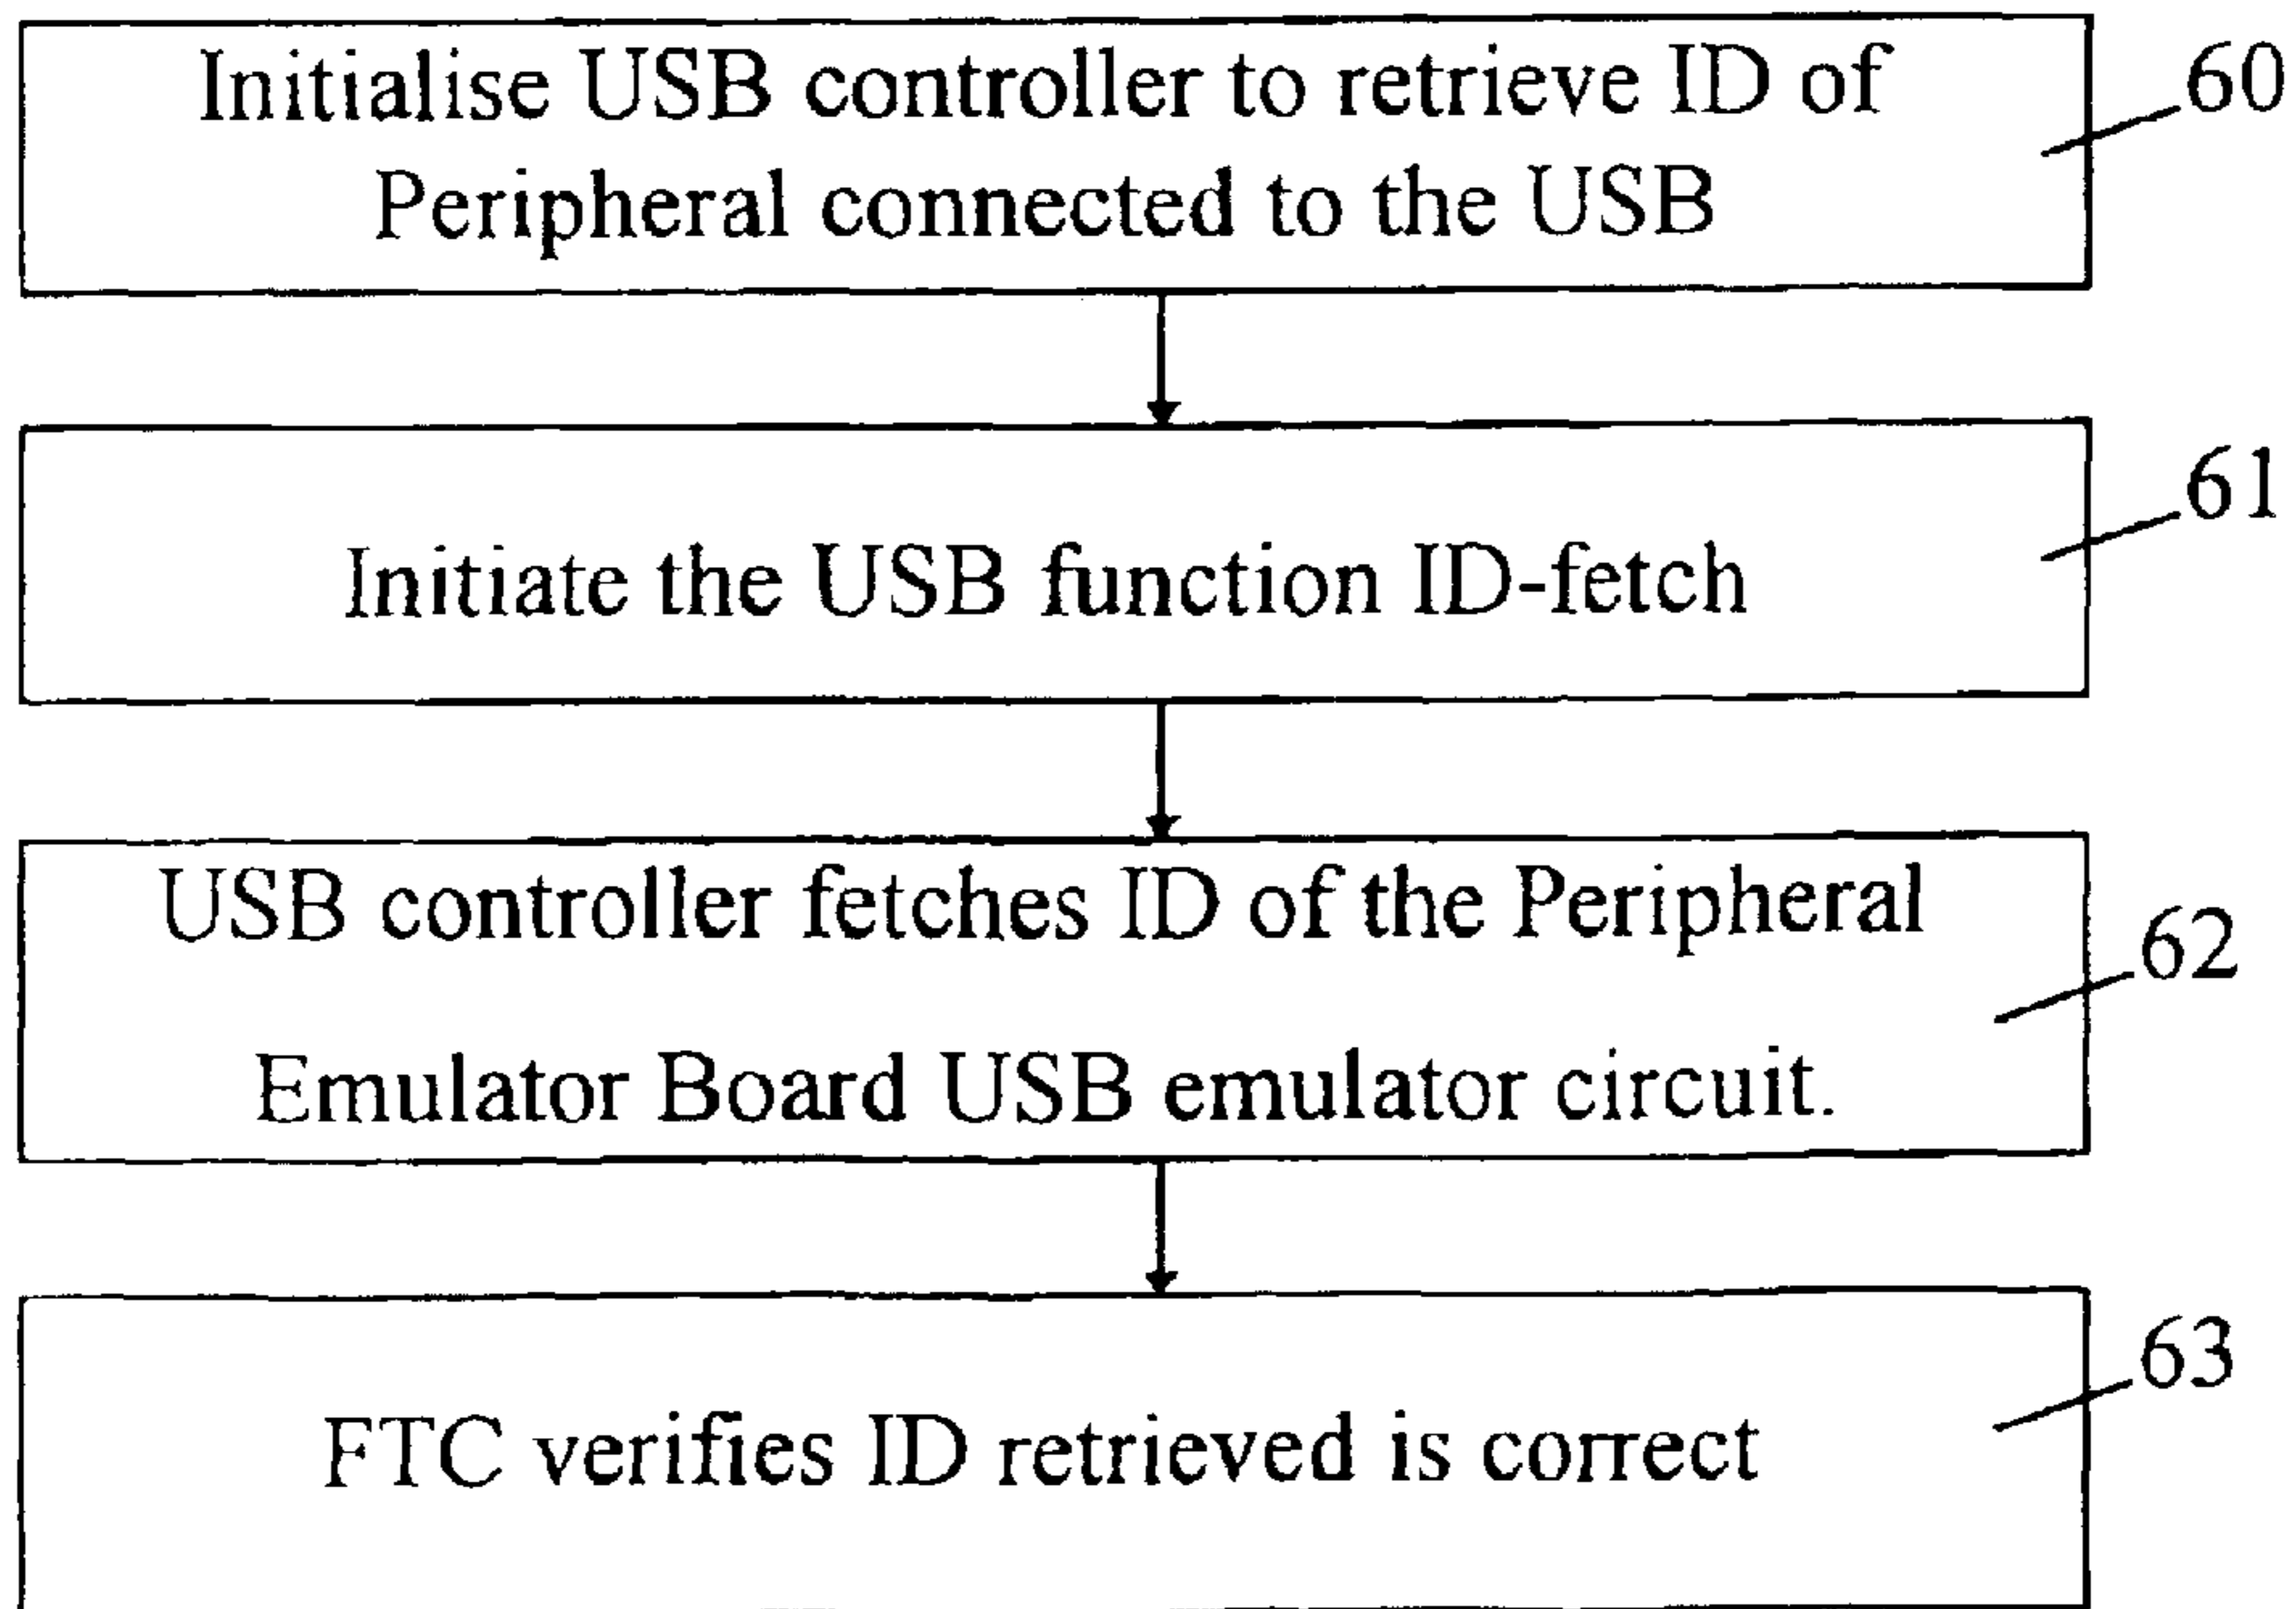 Initialise USB controller to retrieve ID of
Peripheral connected to the USB
60
Initiate the USB function ID-fetch
61
USB controller fetches ID of the Peripheral
Emulator Board USB emulator circuit.
62
FTC verifies ID retrieved is correct
63